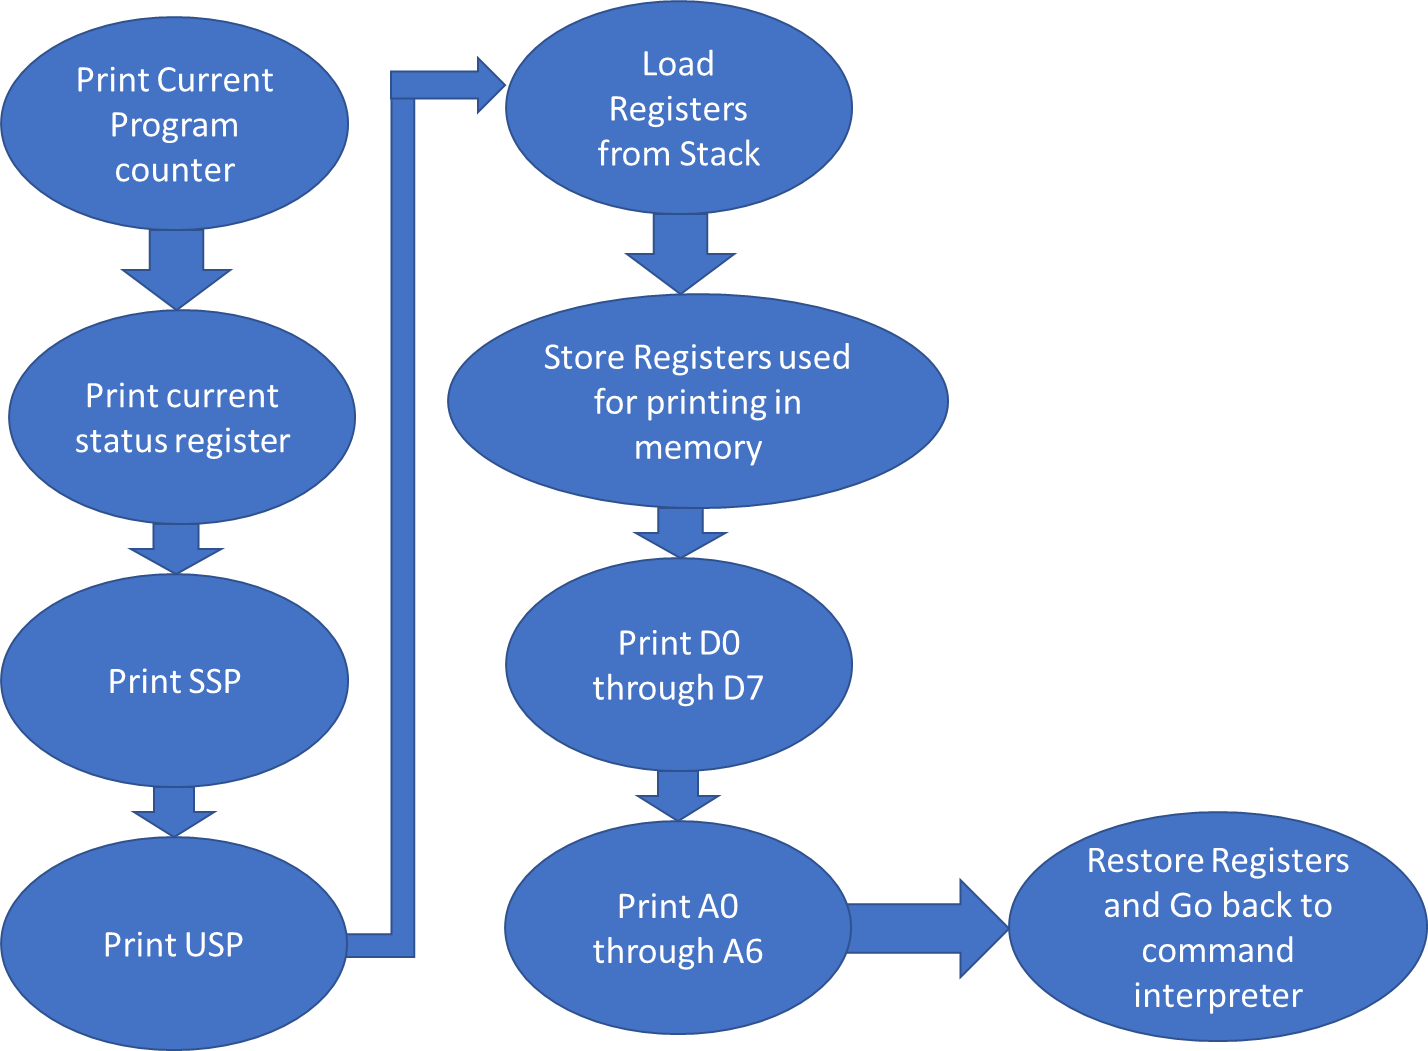 Print Current
Program
counter
Print current
status register
Print SSP
Print USP
Load
Registers
from Stack
Store Registers used
for printing in
memory
Print D0
through D7
Print A0
through A6
Restore Registers
and Go back to
command
interpreter